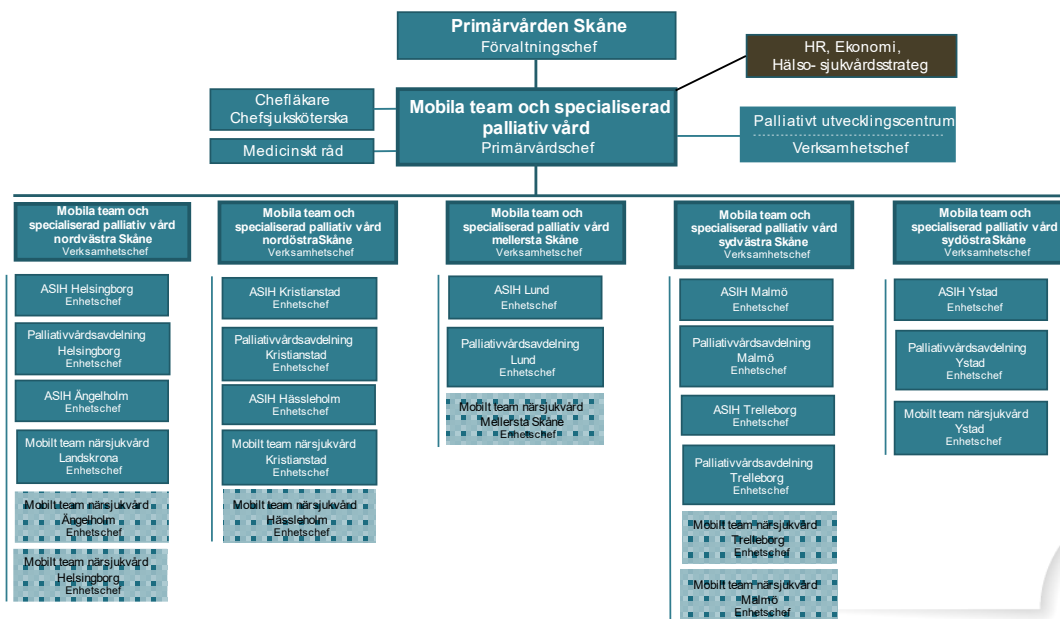 Primärvården Skåne
Förvaltningschef
HR, Ekonomi,
Hälso- sjukvårdsstrateg
Chefläkare
Chefsjuksköterska
Mobila team och specialiserad
palliativ vård
Primärvårdschef
Palliativt utvecklingscentrum
Verksamhetschef
Medicinskt råd
Mobila team och
specialiserad palliativ vård
nordvästra Skåne
Verksamhetschef
ASIH Helsingborg
Enhetschef
Palliativvårdsavdelning
Helsingborg
Enhetschef
ASIH Ängelholm
Enhetschef
Mobilt team närsjukvård
Landskrona
Enhetschef
Mobilt team närsjukvård
Ängelholm
Enhetschef
Mobilt team närsjukvård
Helsingborg
Enhetschef
Mobila team och
specialiserad palliativ vård
nordöstraSkåne
Verksamhetschef
ASIH Kristianstad
Enhetschef
Palliativvårdsavdelning
Kristianstad
Enhetschef
ASIH Hässleholm
Enhetschef
Mobilt team närsjukvård
Kristianstad
Enhetschef
Mobilt team närsjukvård
Hässleholm
Enhetschef
Mobila team och
specialiserad palliativ vård
mellersta Skåne
Verksamhetschef
ASIH Lund
Enhetschef
Palliativvårdsavdelning
Lund
Enhetschef
Mobilt team närsjukvård
Mellersta Skåne
Enhetschef
Mobila team och
specialiserad palliativ vård
sydvästra Skåne
Verksamhetschef
ASIH Malmö
Enhetschef
Palliativvårdsavdelning
Malmö
Enhetschef
ASIH Trelleborg
Enhetschef
Palliativvårdsavdelning
Trelleborg
Enhetschef
Mobilt team närsjukvård
Trelleborg
Enhetschef
Mobilt team närsjukvård
Malmö
Enhetschef
Mobila team och
specialiserad palliativ vård
sydöstraSkåne
Verksamhetschef
ASIH Ystad
Enhetschef
Palliativvårdsavdelning
Ystad
Enhetschef
Mobilt team närsjukvård
Ystad
Enhetschef